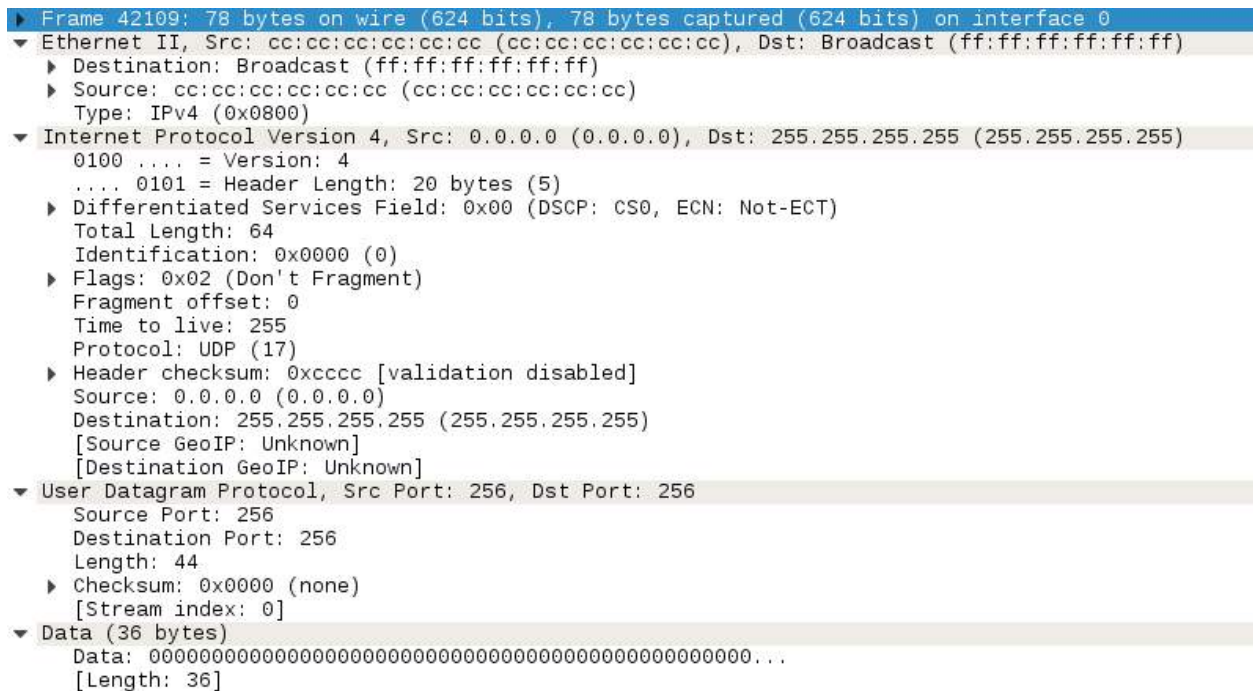 Frame 42109: 78 bytes on wire (624 bits), 78 bytes captured (624 bits) on interface 0
Ethernet II, Src: cc:cc:cc:cc:cc:cc (cc:cc:cc:cc:cc:cc), Dst: Broadcast (ff:ff:ff:ff:ff:ff)
Destination: Broadcast (ff:ff:ff:ff:ff:ff)
Source: cc:cc:cc:cc:cc:cc (cc:cc:cc:cc:cc:cc)
Type: IPv4 (0x0800)
Internet Protocol Version 4, Src: 0.0.0.0 (0.0.0.0), Dst: 255.255.255.255 (255.255.255.255)
0100 .... = Version: 4
.... 0101 = Header Length: 20 bytes (5)
Differentiated Services Field: 0x00 (DSCP: CS0, ECN: Not-ECT)
Total Length: 64
Identification: 0x0000 (0)
Flags: 0x02 (Don't Fragment)
Fragment offset: 0
Time to live: 255
Protocol: UDP (17)
Header checksum: 0xcccc [validation disabled]
Source: 0.0.0.0 (0.0.0.0)
Destination: 255.255.255.255 (255.255.255.255)
[Source GeoIP: Unknown]
[Destination GeoIP: Unknown]
User Datagram Protocol, Src Port: 256, Dst Port: 256
Source Port: 256
Destination Port: 256
Length: 44
Checksum: 0x0000 (none)
[Stream index: 0]
Data (36 bytes)
Data: 000000000000000000000000000000000000000000000000...
[Length: 36]